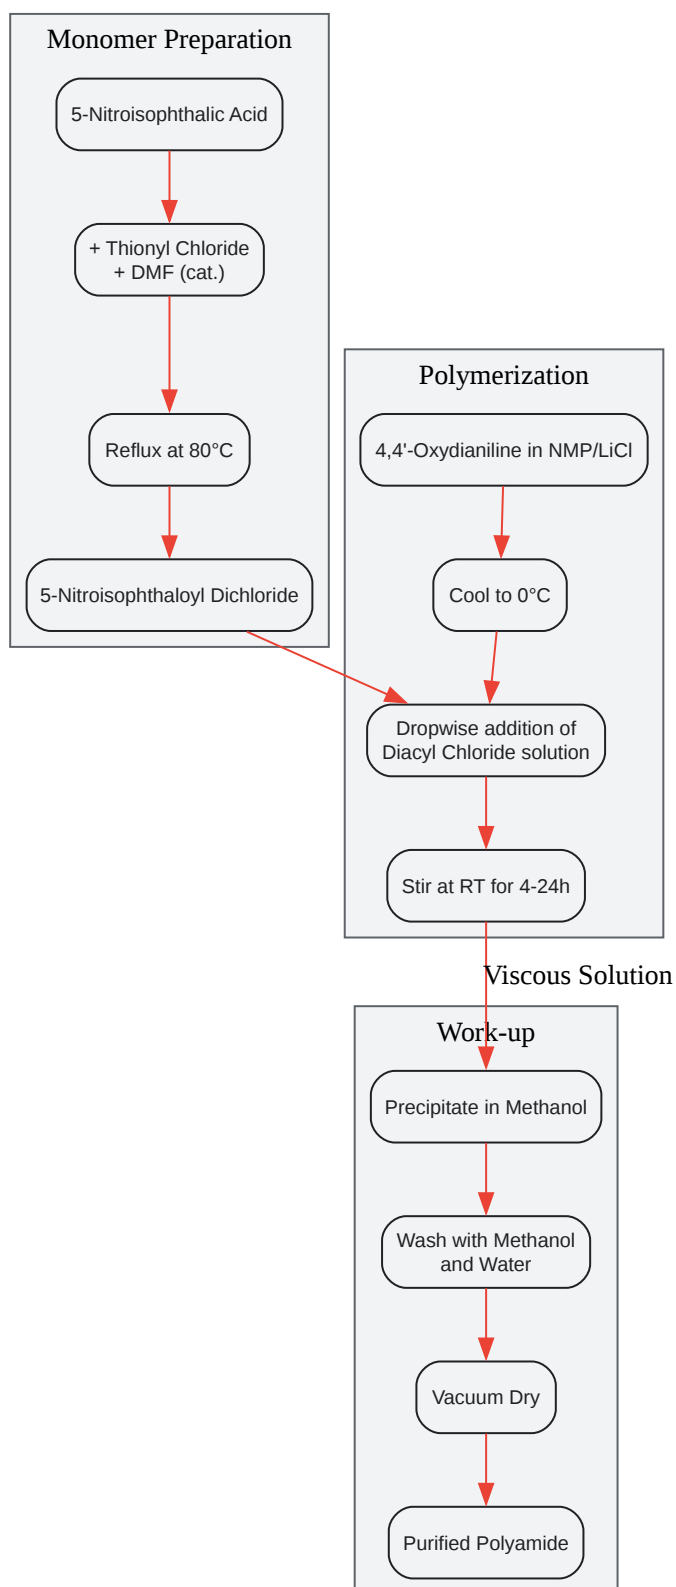 Monomer Preparation
5-Nitroisophthalic Acid
+ Thionyl Chloride
+ DMF (cat.)
Reflux at 80°C
5-Nitroisophthaloyl Dichloride
Polymerization
4,4'-Oxydianiline in NMP/LiCl
Cool to 0°C
Dropwise addition of
Diacyl Chloride solution
Stir at RT for 4-24h
Viscous Solution
Work-up
Precipitate in Methanol
Wash with Methanol
and Water
Vacuum Dry
Purified Polyamide